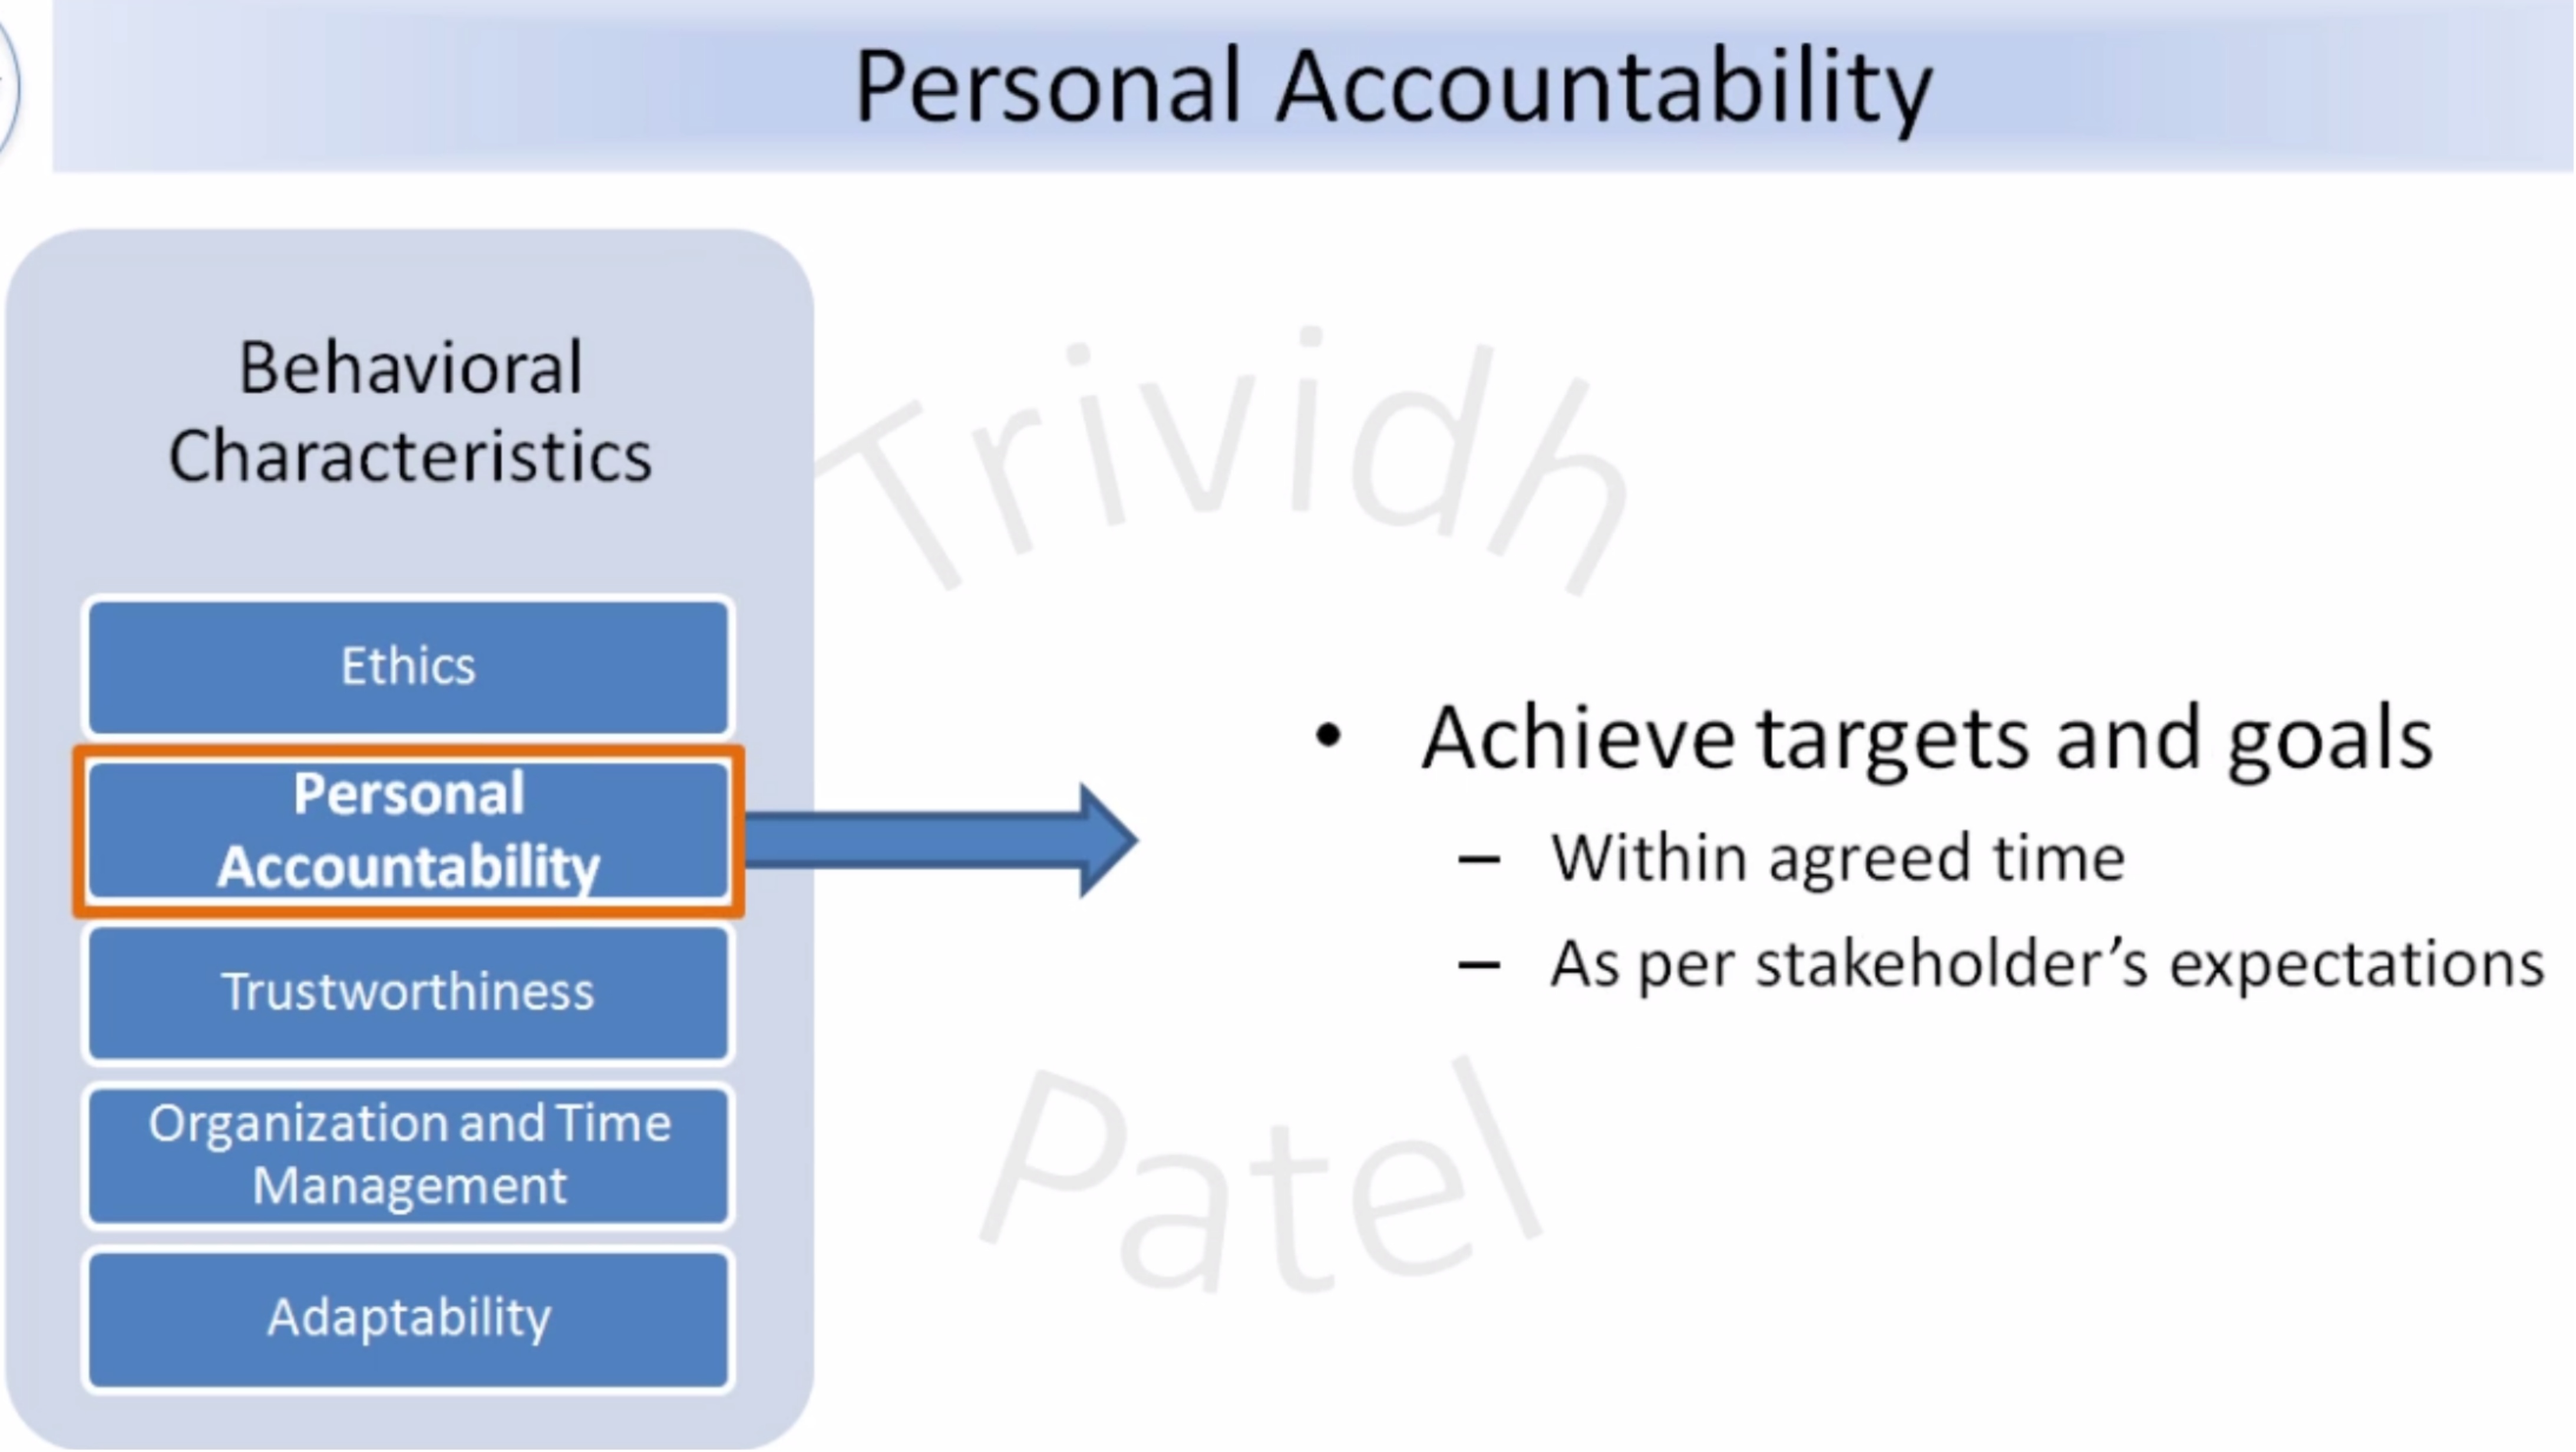 Personal Accountability
Behavioral
Characteristics
Ethics
Personal
Accountability
Trustworthiness
Organization and Time
Management
Adaptability
Trividh
Patel
• Achieve targets and goals
– Within agreed time
– As per stakeholder’s expectations